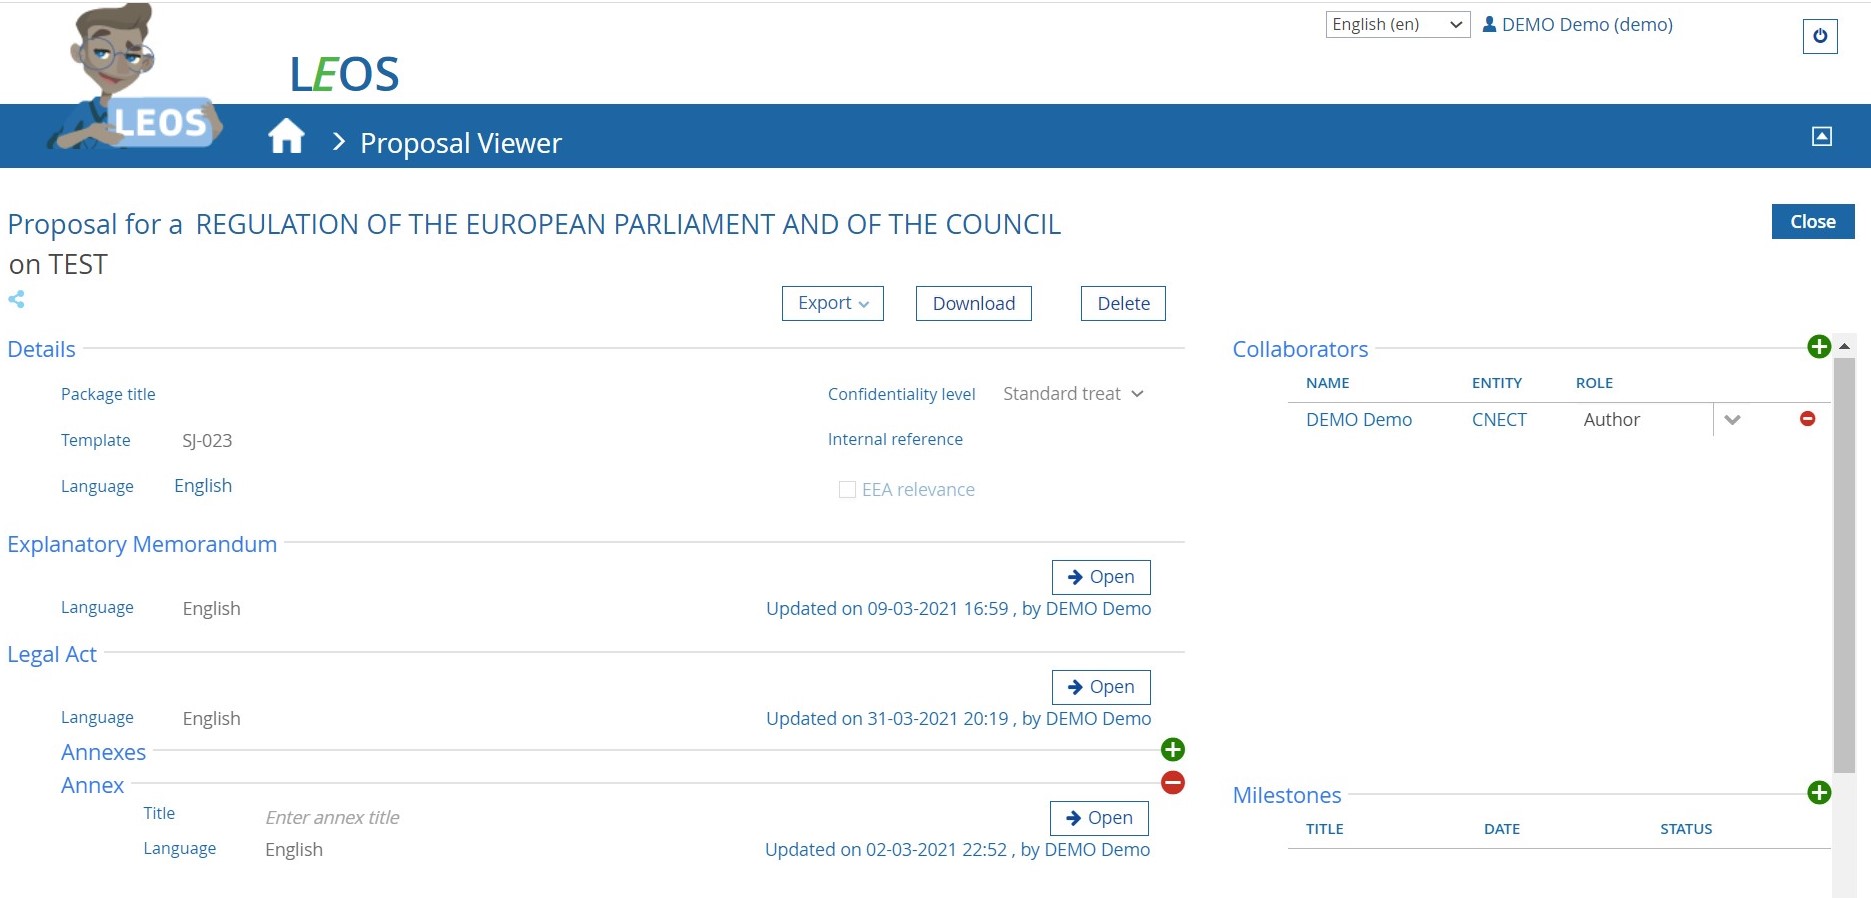 English (en)
DEMO Demo (demo)
LEOS
LEOS
Proposal Viewer
Proposal for a REGULATION OF THE EUROPEAN PARLIAMENT AND OF THE COUNCIL
Close
on TEST
Export
Download
Delete
Details
Package title
Confidentiality level
Standard treat
Template
SJ-023
Internal reference
Language
English
EEA relevance
Explanatory Memorandum
Open
Language
English
Updated on 09-03-2021 16:59 , by DEMO Demo
Legal Act
Open
Language
English
Updated on 31-03-2021 20:19 , by DEMO Demo
Annexes
Annex
Title
Enter annex title
Open
Language
English
Updated on 02-03-2021 22:52 , by DEMO Demo
Collaborators
NAME ENTITY ROLE
DEMO Demo CNECT Author
Milestones
TITLE DATE STATUS